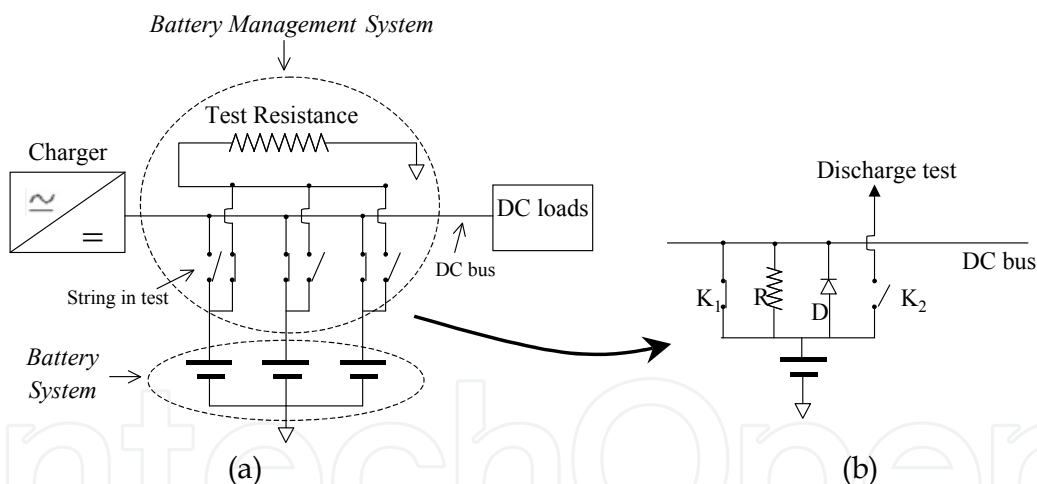 Battery Management System
Test Resistance
Charger
≃
=
DC loads
DC bus
String in test
Battery
System
(a)
Discharge test
DC bus
K1
R
D
K2
(b)
ntechOpen